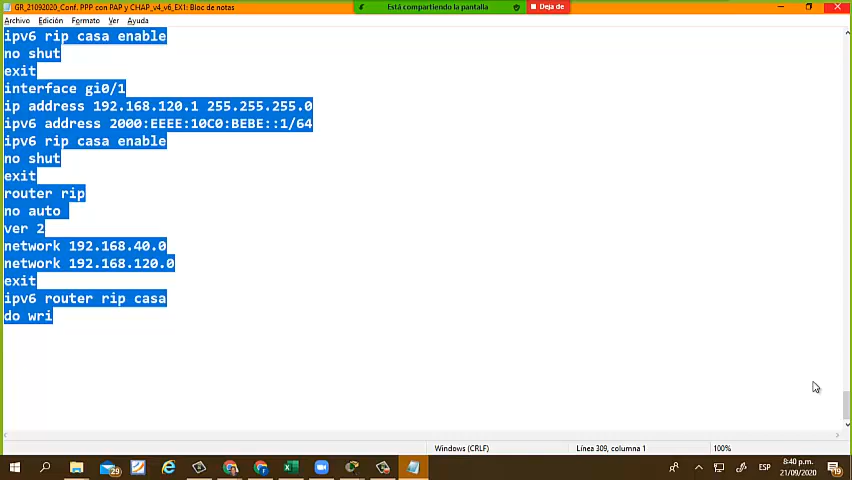 GR_21092020_Conf. PPP con PAP y CHAP_v4_v6_EX1: Bloc de notas
Está compartiendo la pantalla
Deja de
Archivo Edición Formato Ver Ayuda
ipv6 rip casa enable
no shut
exit
interface gi0/1
ip address 192.168.120.1 255.255.255.0
ipv6 address 2000:EEEE:10C0:BEBE::1/64
ipv6 rip casa enable
no shut
exit
router rip
no auto
ver 2
network 192.168.40.0
network 192.168.120.0
exit
ipv6 router rip casa
do wri
Windows (CRLF) Línea 309, columna 1 100%
29
ESP
8:40 p.m.
21/09/2020
19